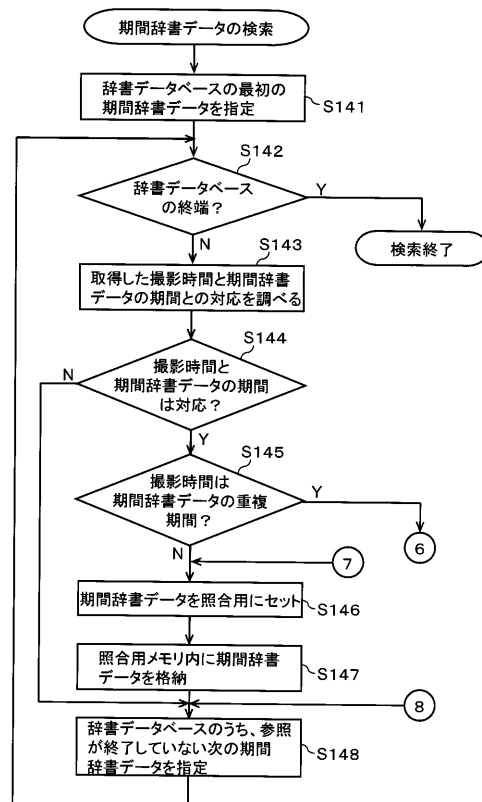 期間辞書データの検索
辞書データベースの最初の
期間辞書データを指定
S141
S142
辞書データベース
の終端？
Y
N
検索終了
S143
取得した撮影時間と期間辞書
データの期間との対応を調べる
S144
撮影時間と
期間辞書データの期間
は対応？
N
Y
S145
撮影時間は
期間辞書データの重複
期間？
Y
N
6
7
期間辞書データを照合用にセット
S146
照合用メモリ内に期間辞書
データを格納
S147
8
辞書データベースのうち、参照
が終了していない次の期間
辞書データを指定
S148